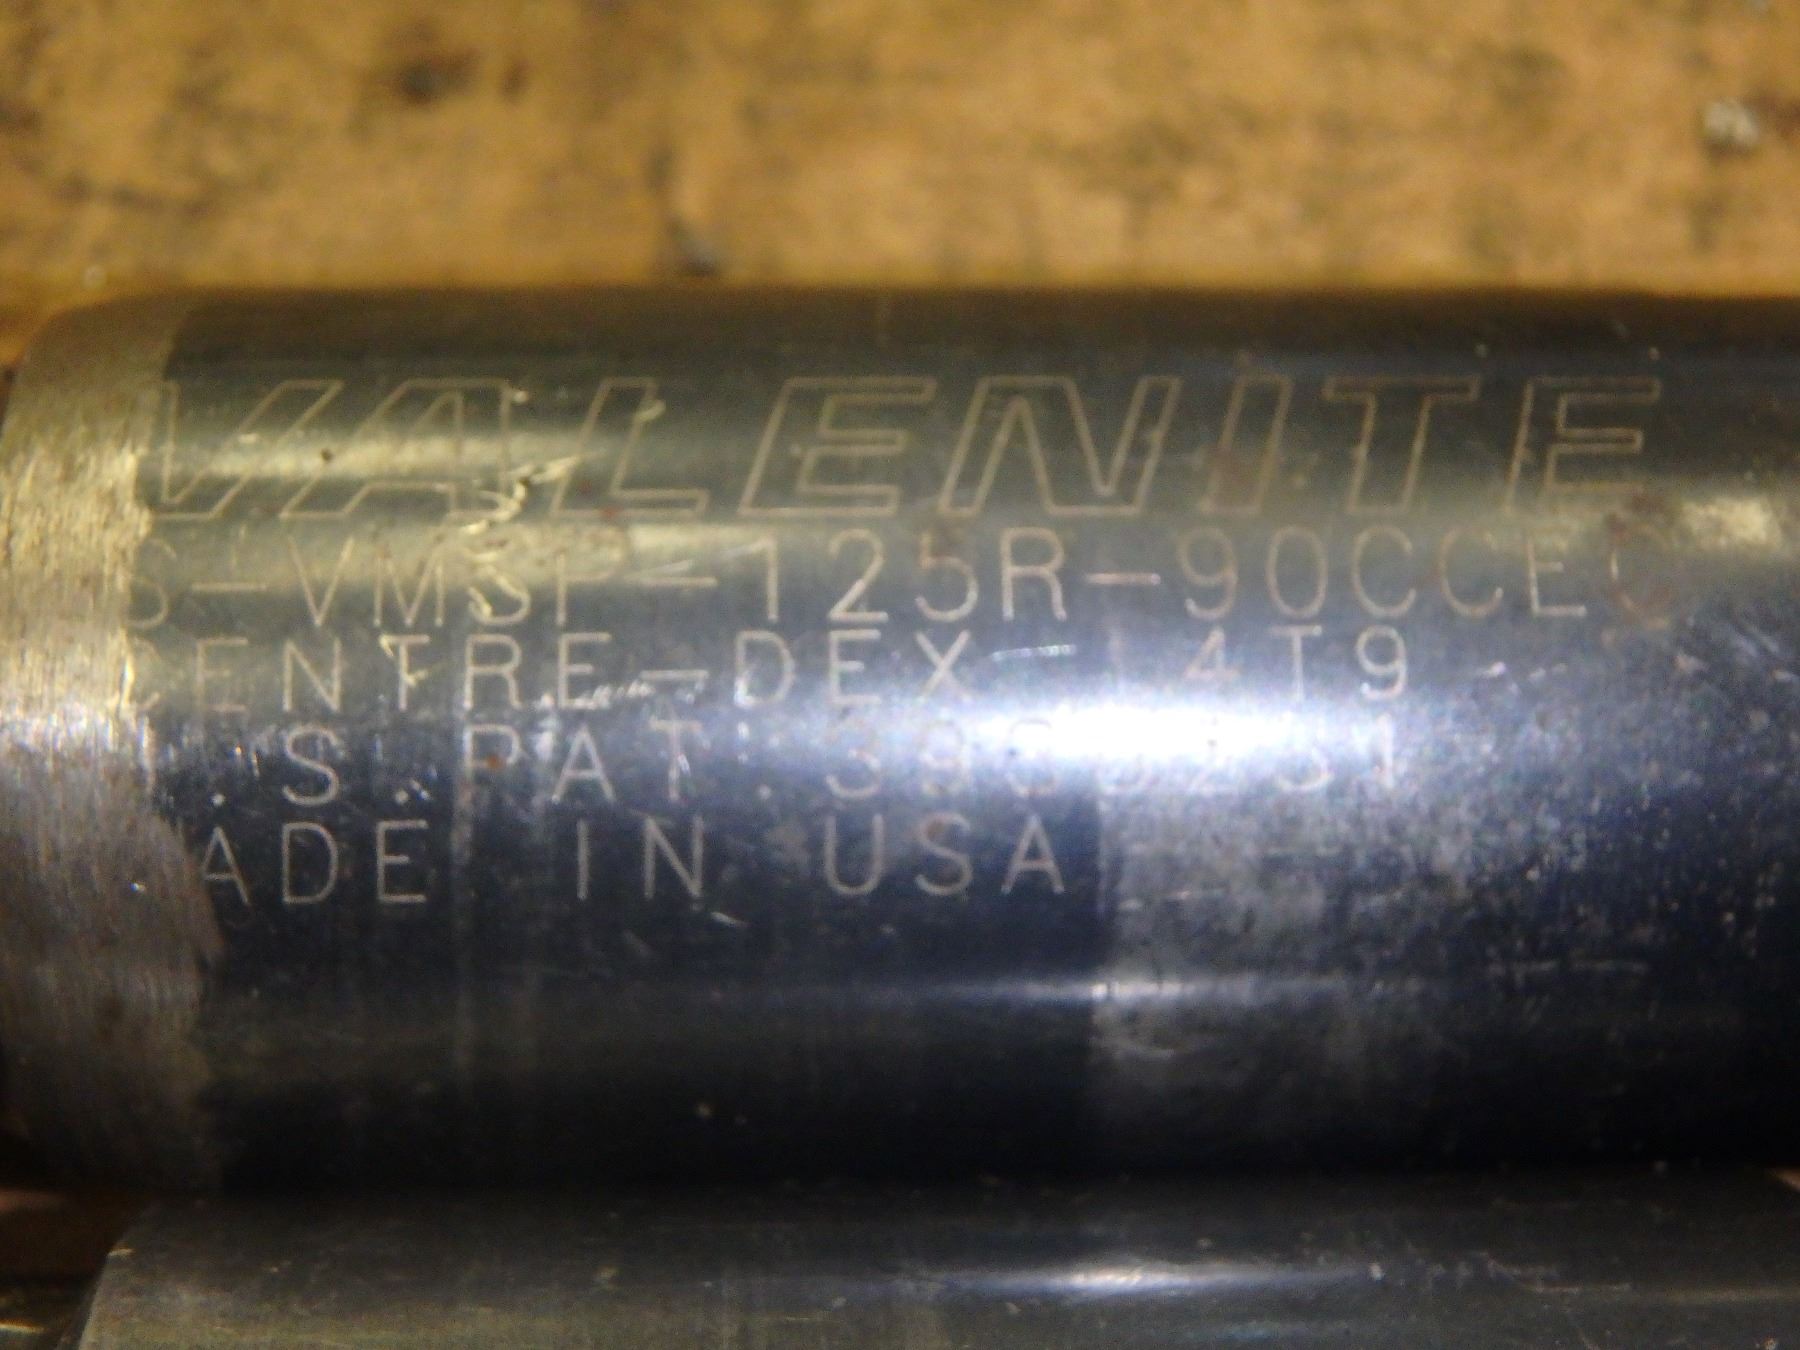 VALENITE
S-VMSP-125R-90CCEC
CENTRE-DEX 4T9
.S.PAT.
ADE IN USA